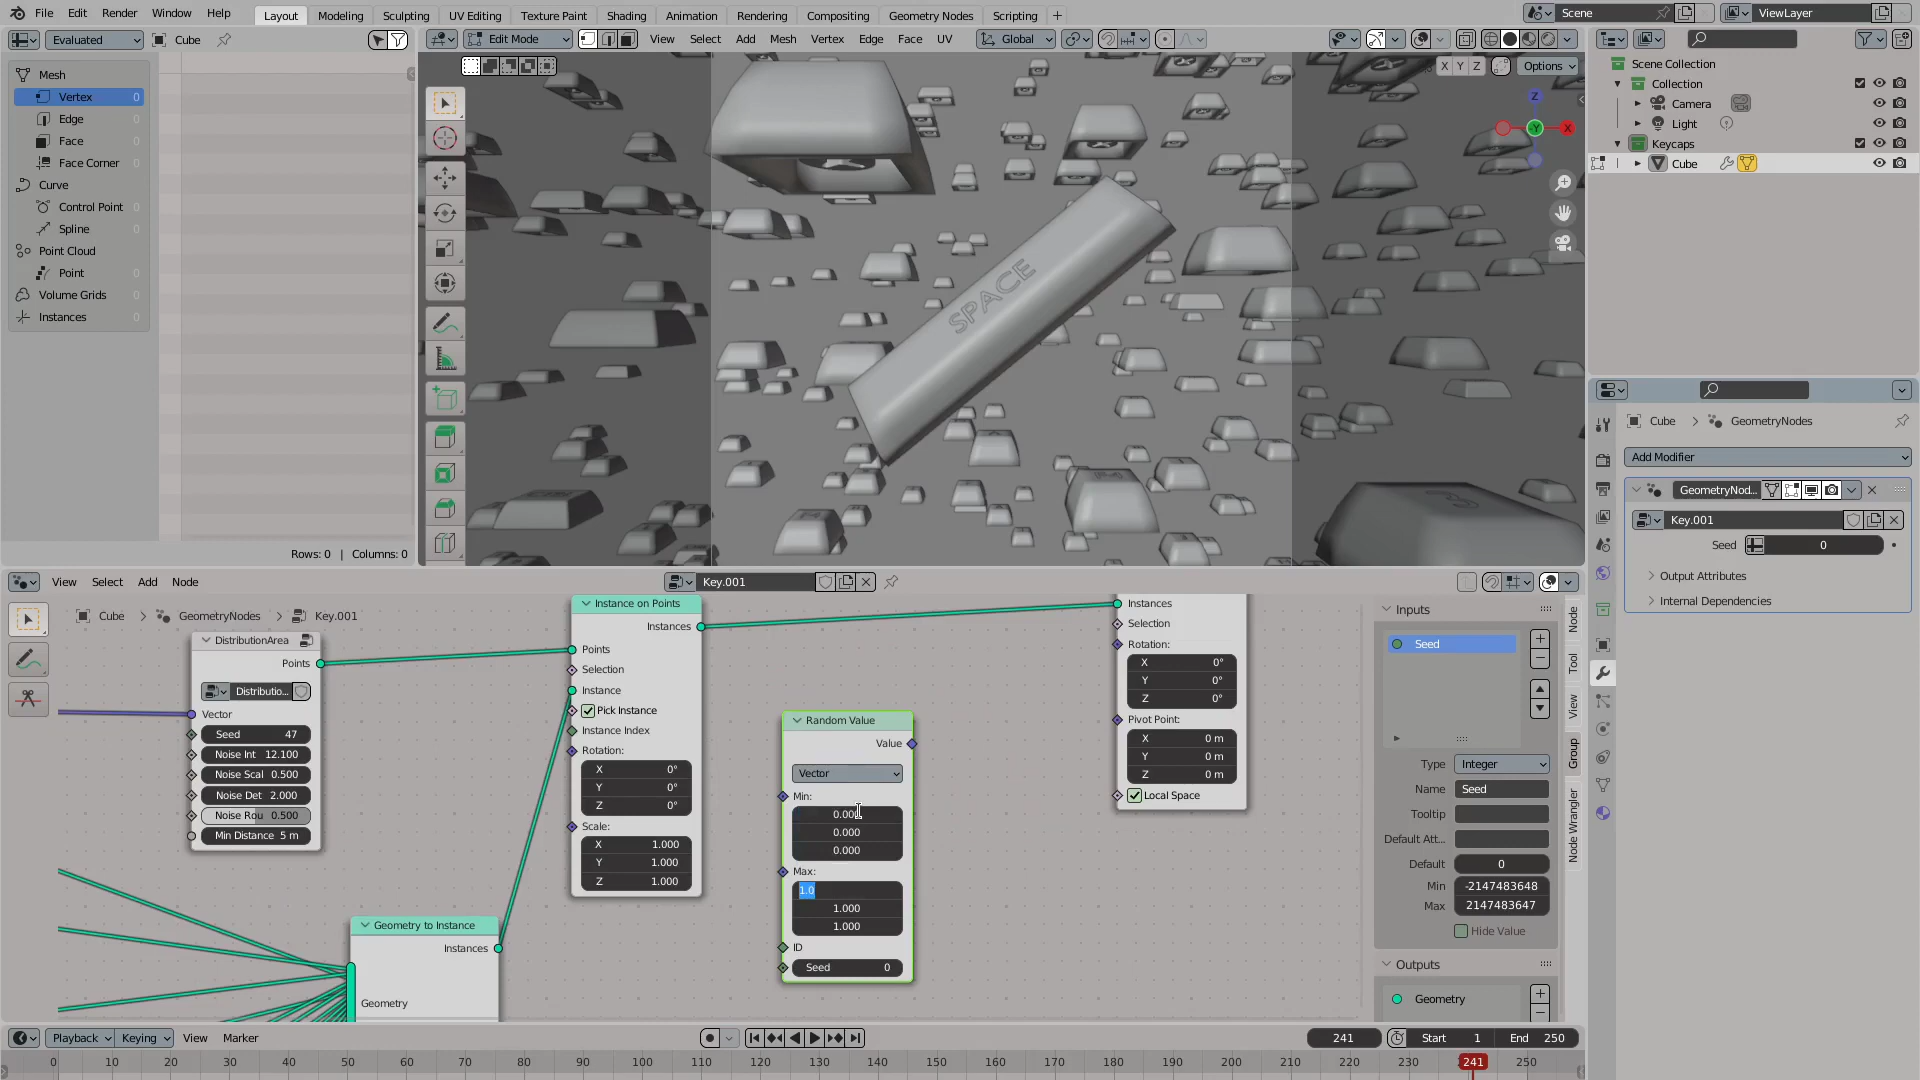 File Edit Render Window Help Layout Modeling Sculpting UV Editing Texture Paint Shading Animation Rendering Compositing Geometry Nodes Scripting Scene ViewLayer
Evaluated Cube Edit Mode View Select Add Mesh Vertex Edge Face UV Global
X Y Z Options
Mesh
Vertex 0
Edge 0
Face 0
Face Corner 0
Curve
Control Point 0
Spline 0
Point Cloud
Point 0
Volume Grids 0
Instances 0
Rows: 0 | Columns: 0
SPACE
Z
Y
X
Scene Collection
Collection
Camera
Light
Keycaps
Cube
Cube GeometryNodes
Add Modifier
GeometryNod...
Key.001
Seed 0
Output Attributes
Internal Dependencies
View Select Add Node Key.001
Cube GeometryNodes Key.001
DistributionArea
Points
Distributio...
Vector
Seed 47
Noise Int 12.100
Noise Scal 0.500
Noise Det 2.000
Noise Rou 0.500
Min Distance 5 m
Geometry to Instance
Instances
Geometry
Instance on Points
Instances
Points
Selection
Instance
Pick Instance
Instance Index
Rotation:
X 0°
Y 0°
Z 0°
Scale:
X 1.000
Y 1.000
Z 1.000
Random Value
Value
Vector
Min:
0.000
0.000
0.000
Max:
1.0
1.000
1.000
ID
Seed 0
Instances
Selection
Rotation:
X 0°
Y 0°
Z 0°
Pivot Point:
X 0 m
Y 0 m
Z 0 m
Local Space
Inputs
Seed
Type Integer
Name Seed
Tooltip
Default Att...
Default 0
Min -2147483648
Max 2147483647
Hide Value
Outputs
Geometry
Node
Tool
View
Group
Node Wrangler
Playback Keying View Marker 241 Start 1 End 250
0 10 20 30 40 50 60 70 80 90 100 110 120 130 140 150 160 170 180 190 200 210 220 230 241 250